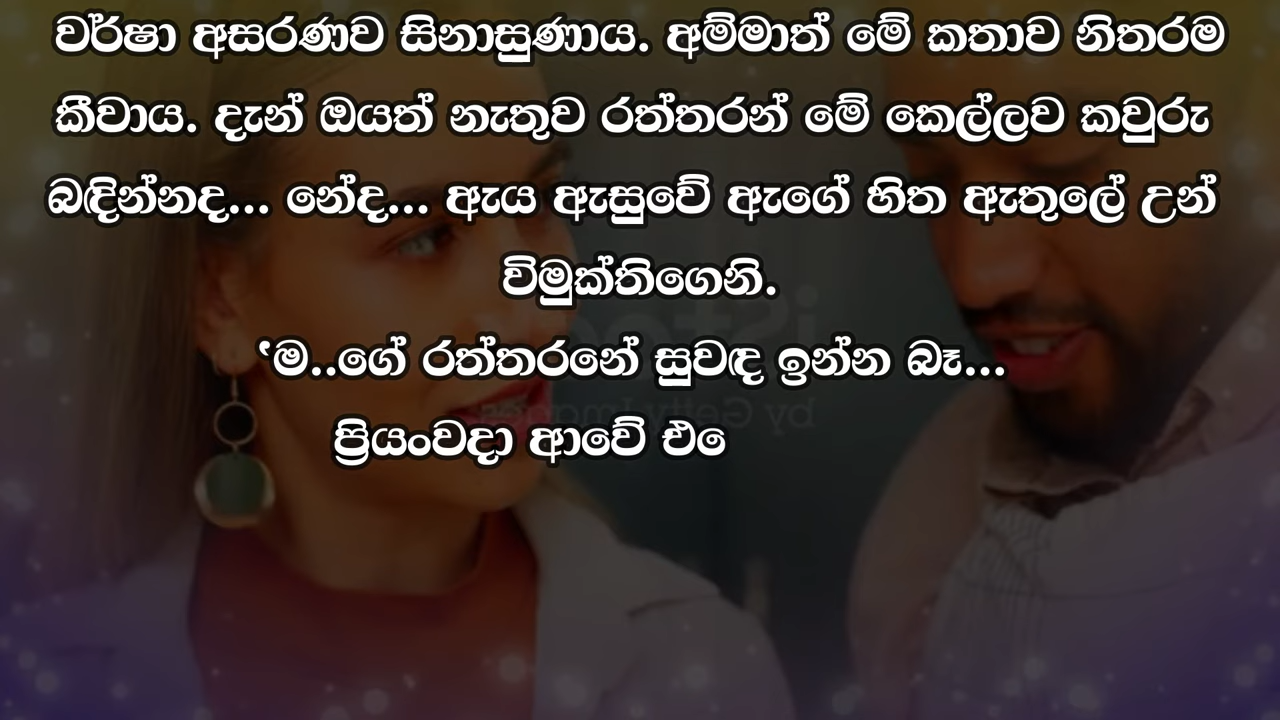 වර්ෂා අසරණව සිනාසුණාය. අම්මාත් මේ කතාව නිතරම
කීවාය. දැන් ඔයත් නැතුව රත්තරන් මේ කෙල්ලව කවුරු
බඳින්නද... නේද... ඇය ඇසුවේ ඇගේ හිත ඇතුලේ උන්
විමුක්තිගෙනි.
‘ම..ගේ රත්තරනේ සුවඳ ඉන්න බෑ...
ප්‍රියංවදා ආවේ එ​ෙ